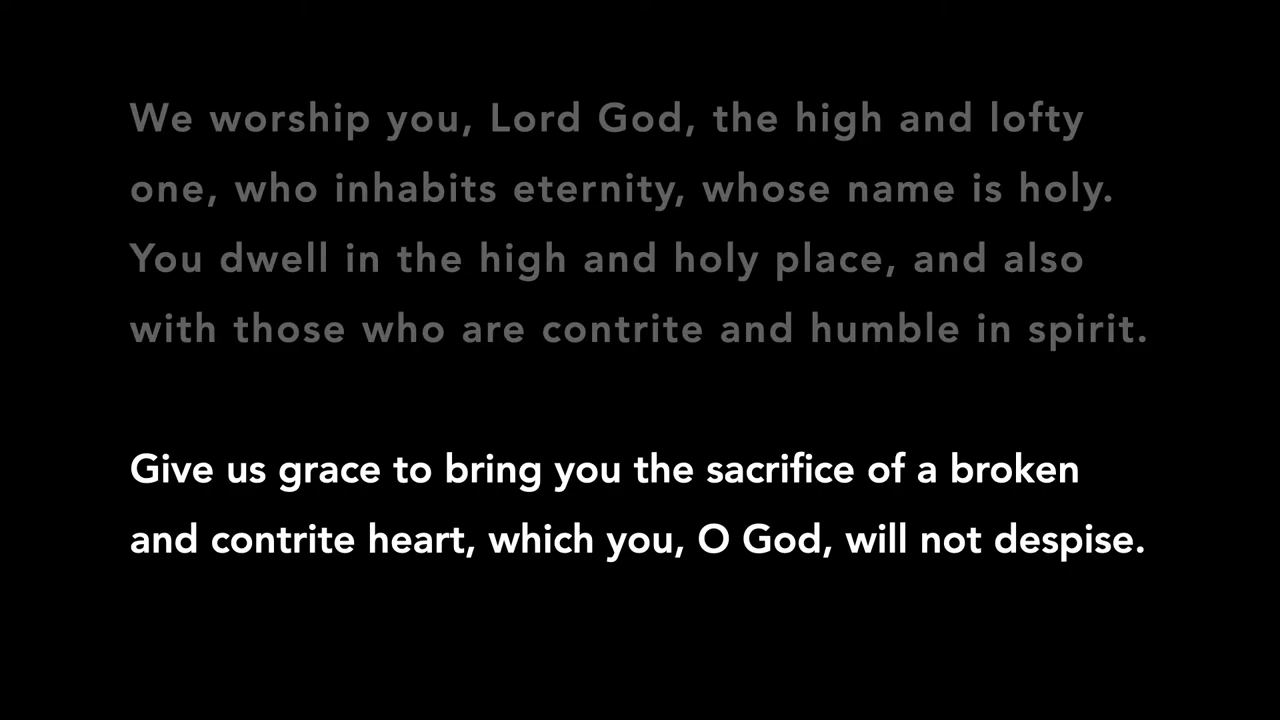 We worship you, Lord God, the high and lofty
one, who inhabits eternity, whose name is holy.
You dwell in the high and holy place, and also
with those who are contrite and humble in spirit.
Give us grace to bring you the sacrifice of a broken
and contrite heart, which you, O God, will not despise.